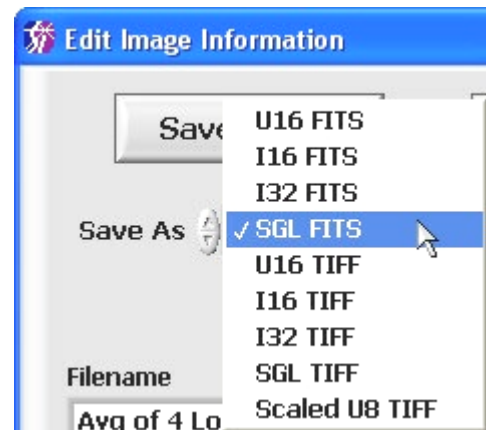 Edit Image Information
Save
U16 FITS
I16 FITS
I32 FITS
Save As ✓ SGL FITS
U16 TIFF
I16 TIFF
I32 TIFF
SGL TIFF
Scaled U8 TIFF
Filename
Avg of 4 Lo